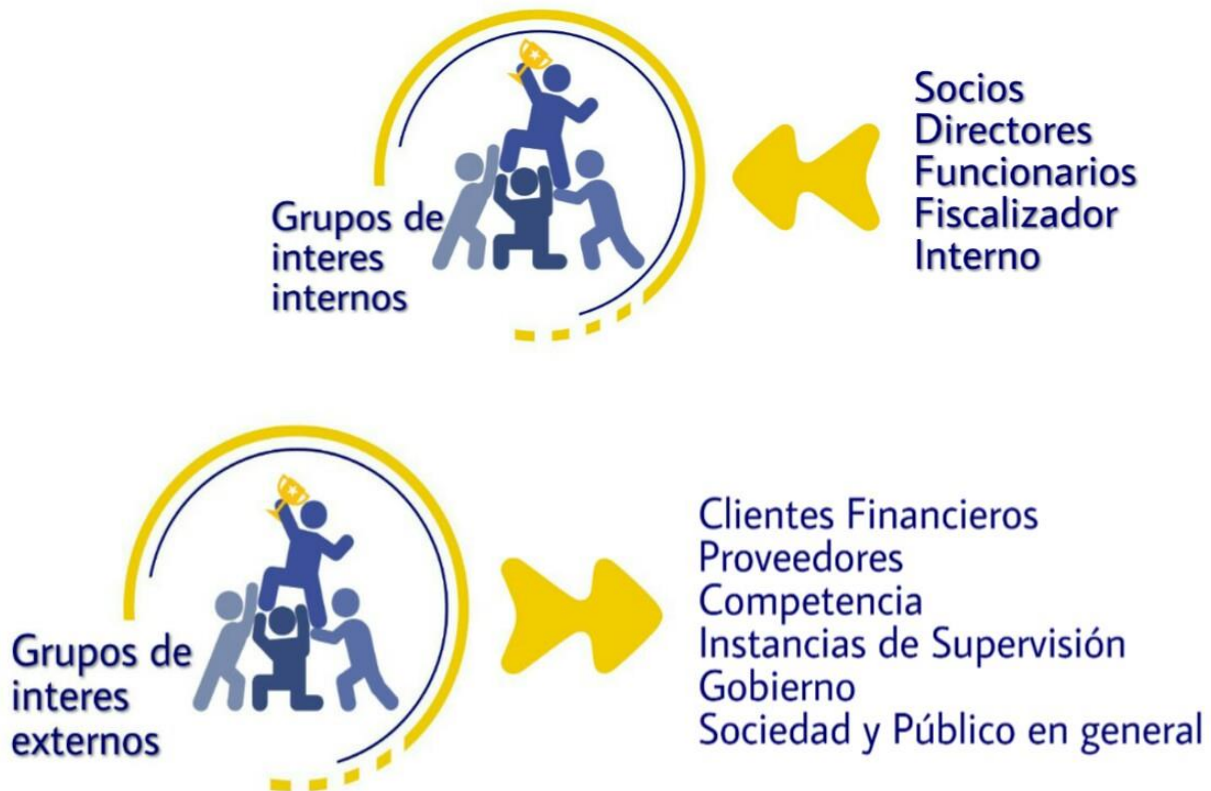 Grupos de
interes
internos
Socios
Directores
Funcionarios
Fiscalizador
Interno
Grupos de
interes
externos
Clientes Financieros
Proveedores
Competencia
Instancias de Supervisión
Gobierno
Sociedad y Público en general